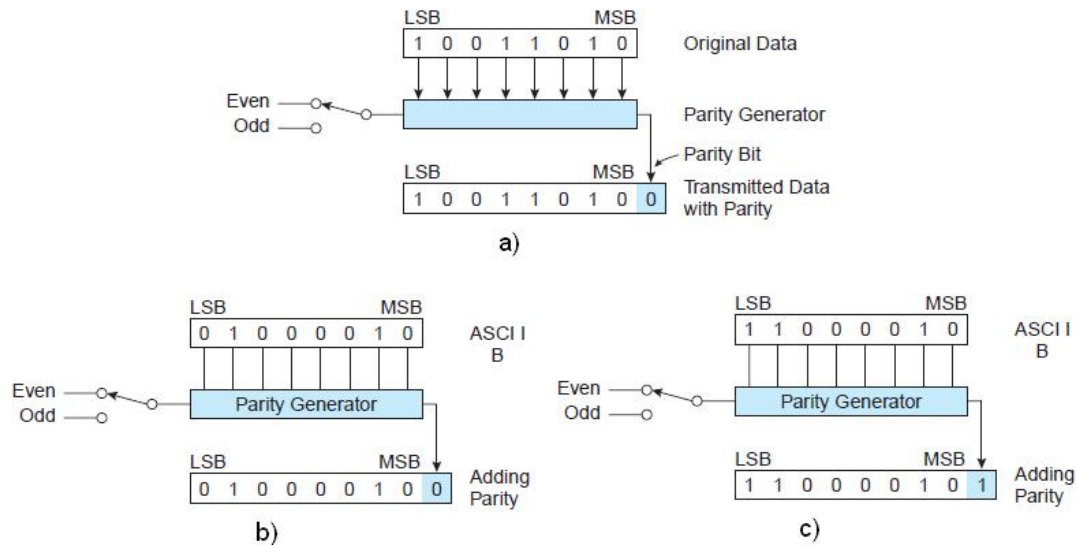 LSB MSB
1 0 0 1 1 0 1 0 Original Data
Even
Odd
Parity Generator
Parity Bit
LSB MSB
1 0 0 1 1 0 1 0 0 Transmitted Data
with Parity
a)
LSB MSB
0 1 0 0 0 0 1 0 ASCI I
B
Even
Odd
Parity Generator
LSB MSB
0 1 0 0 0 0 1 0 0 Adding
Parity
b)
LSB MSB
1 1 0 0 0 0 1 0 ASCI I
B
Even
Odd
Parity Generator
LSB MSB
1 1 0 0 0 0 1 0 1 Adding
Parity
c)